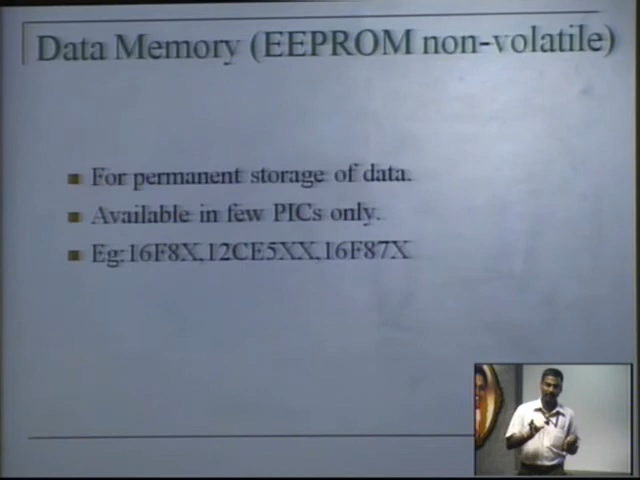 Data Memory (EEPROM non-volatile)
For permanent storage of data.
Available in few PICs only.
Eg:16F8X,12CE5XX,16F87X